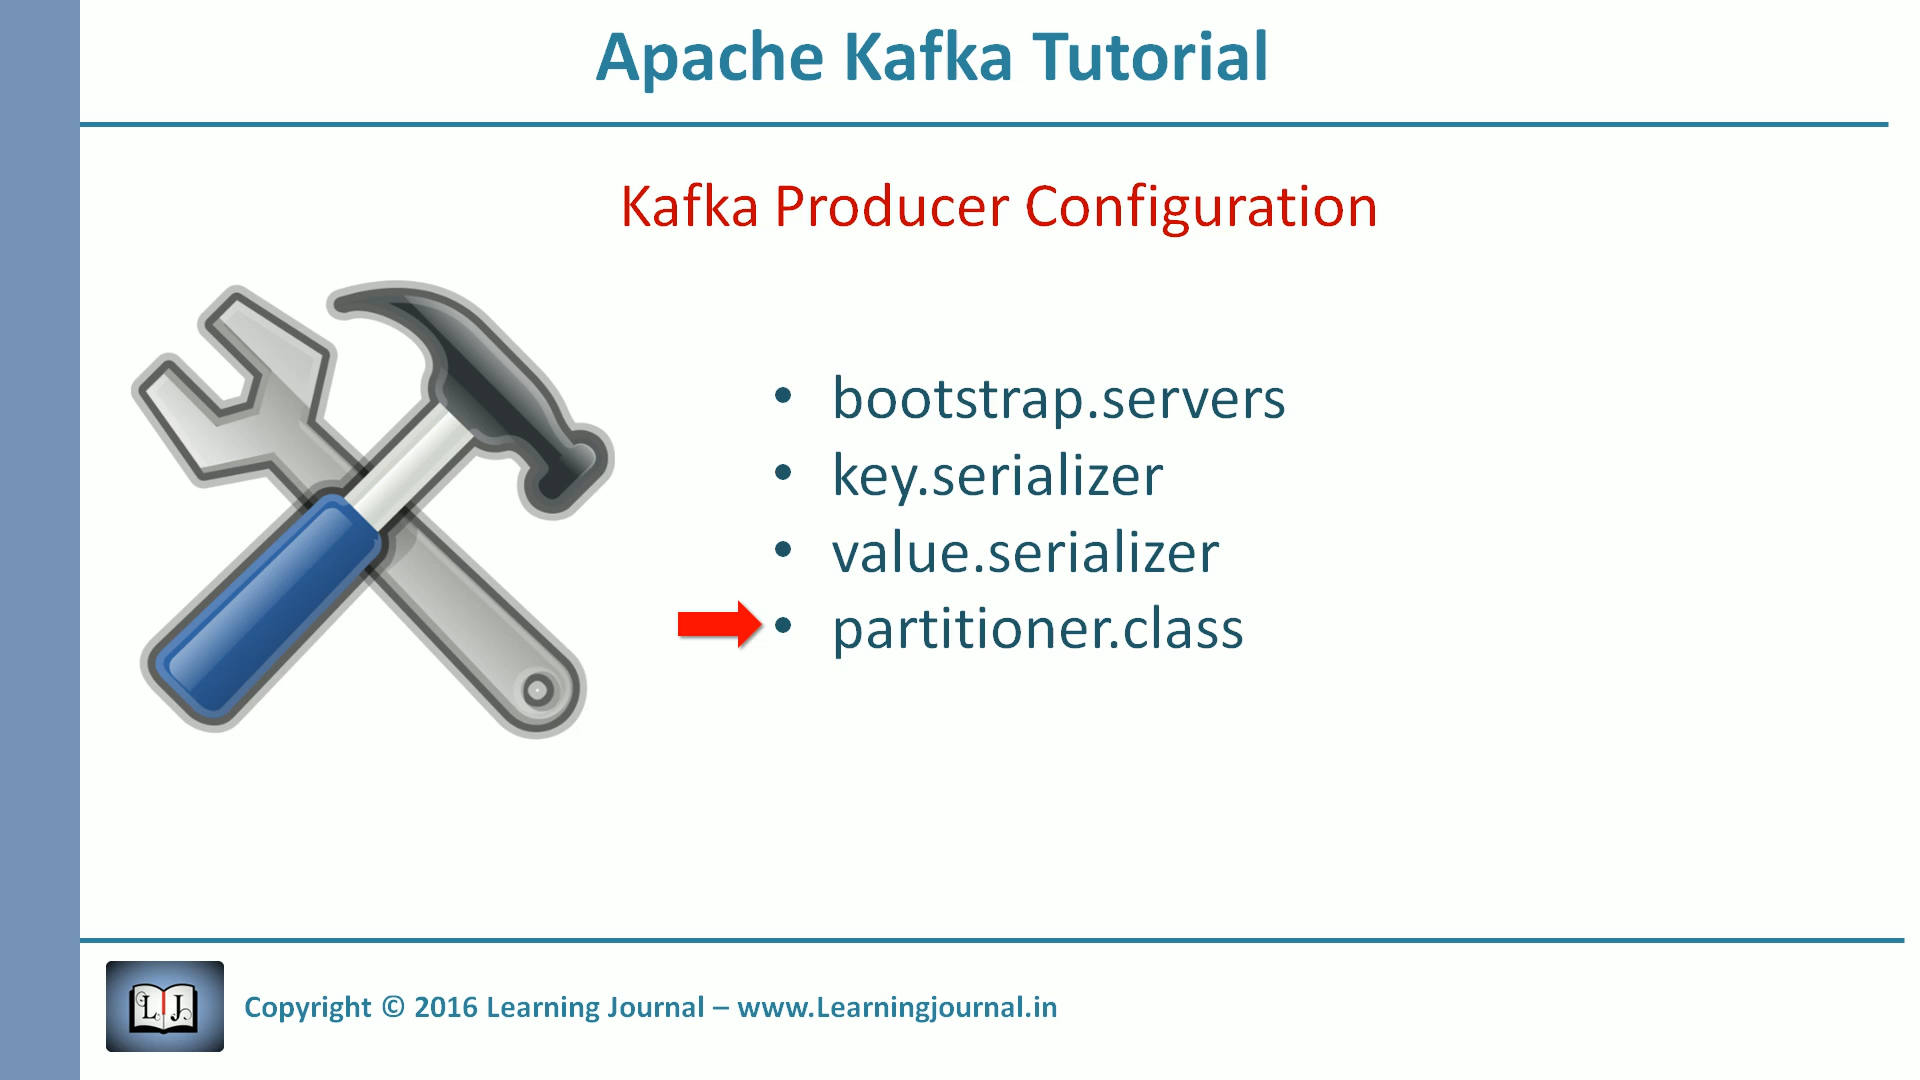 Apache Kafka Tutorial
Kafka Producer Configuration
• bootstrap.servers
• key.serializer
• value.serializer
• partitioner.class
L J
Copyright © 2016 Learning Journal – www.Learningjournal.in